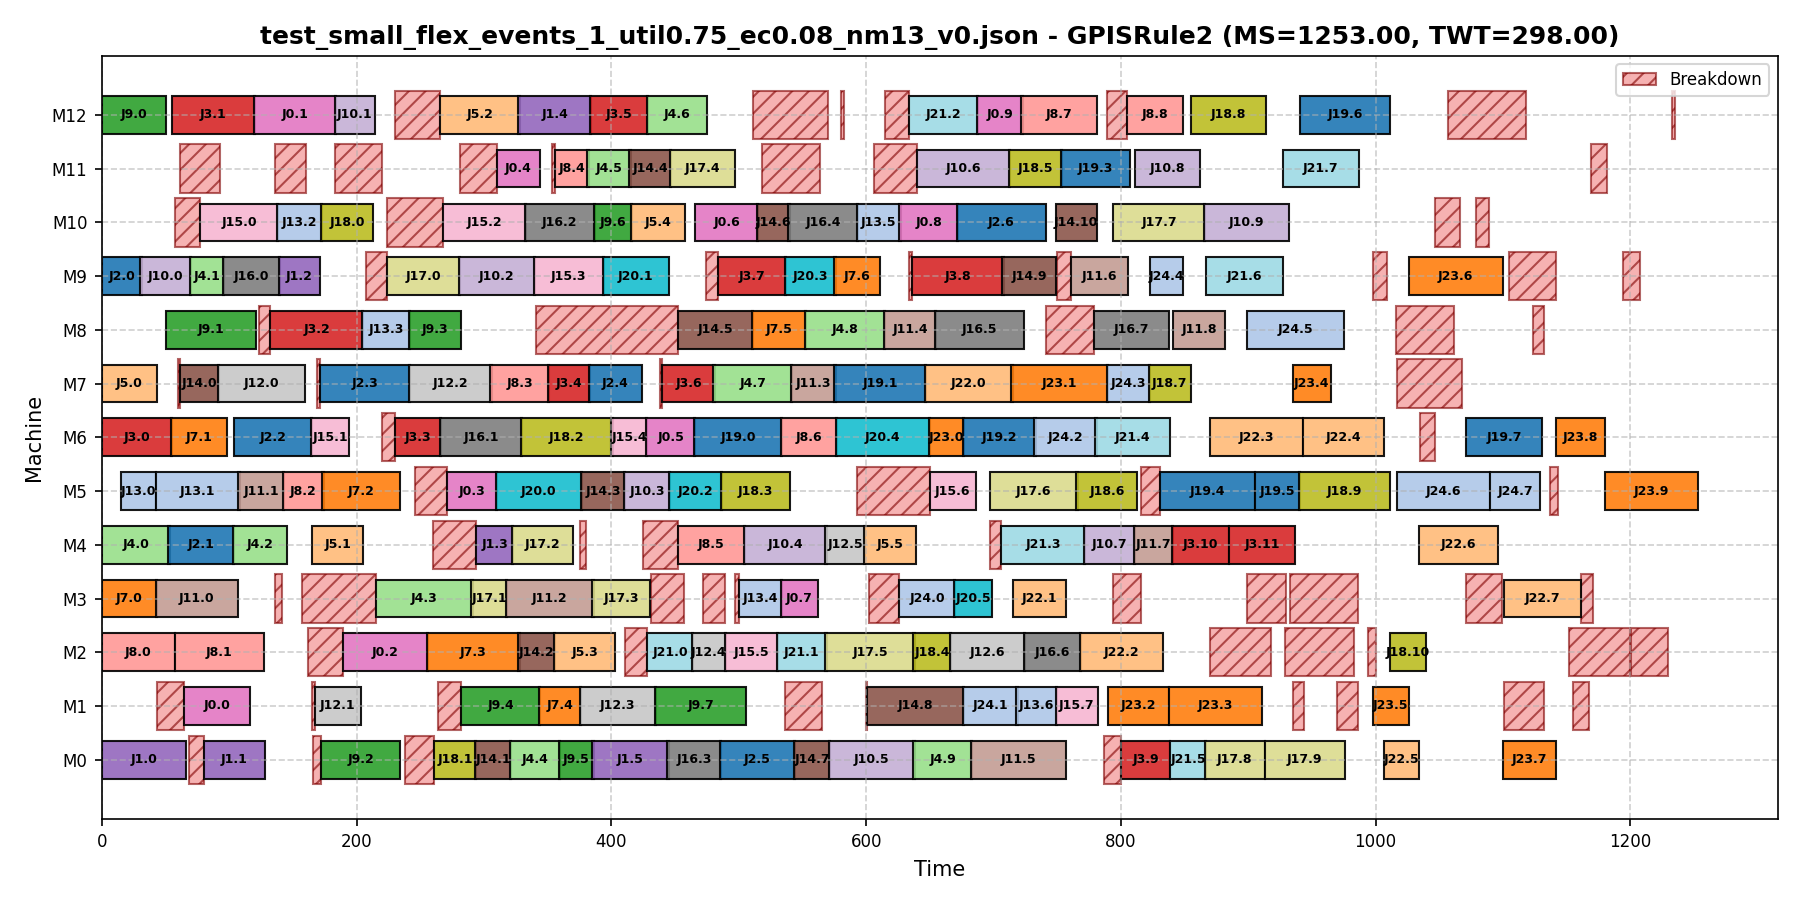 test_small_flex_events_1_util0.75_ec0.08_nm13_v0.json - GPISRule2 (MS=1253.00, TWT=298.00)
Breakdown
M12 J9.0 J3.1 J0.1 J10.1 J5.2 J1.4 J3.5 J4.6 J21.2 J0.9 J8.7 J8.8 J18.8 J19.6
M11 J0.4 J8.4 J4.5 J14.4 J17.4 J10.6 J18.5 J19.3 J10.8 J21.7
M10 J15.0 J13.2 J18.0 J15.2 J16.2 J9.6 J5.4 J0.6 J14.6 J16.4 J13.5 J0.8 J2.6 J14.10 J17.7 J10.9
M9 J2.0 J10.0 J4.1 J16.0 J1.2 J17.0 J10.2 J15.3 J20.1 J3.7 J20.3 J7.6 J3.8 J14.9 J11.6 J24.4 J21.6 J23.6
M8 J9.1 J3.2 J13.3 J9.3 J14.5 J7.5 J4.8 J11.4 J16.5 J16.7 J11.8 J24.5
M7 J5.0 J14.0 J12.0 J2.3 J12.2 J8.3 J3.4 J2.4 J3.6 J4.7 J11.3 J19.1 J22.0 J23.1 J24.3 J18.7 J23.4
M6 J3.0 J7.1 J2.2 J15.1 J3.3 J16.1 J18.2 J15.4 J0.5 J19.0 J8.6 J20.4 J23.0 J19.2 J24.2 J21.4 J22.3 J22.4 J19.7 J23.8
M5 J13.0 J13.1 J11.1 J8.2 J7.2 J0.3 J20.0 J14.3 J10.3 J20.2 J18.3 J15.6 J17.6 J18.6 J19.4 J19.5 J18.9 J24.6 J24.7 J23.9
M4 J4.0 J2.1 J4.2 J5.1 J1.3 J17.2 J8.5 J10.4 J12.5 J5.5 J21.3 J10.7 J11.7 J3.10 J3.11 J22.6
M3 J7.0 J11.0 J4.3 J17.1 J11.2 J17.3 J13.4 J0.7 J24.0 J20.5 J22.1 J22.7
M2 J8.0 J8.1 J0.2 J7.3 J14.2 J5.3 J21.0 J12.4 J15.5 J21.1 J17.5 J18.4 J12.6 J16.6 J22.2 J18.10
M1 J0.0 J12.1 J9.4 J7.4 J12.3 J9.7 J14.8 J24.1 J13.6 J15.7 J23.2 J23.3 J23.5
M0 J1.0 J1.1 J9.2 J18.1 J14.1 J4.4 J9.5 J1.5 J16.3 J2.5 J14.7 J10.5 J4.9 J11.5 J3.9 J21.5 J17.8 J17.9 J22.5 J23.7
Machine
0 200 400 600 800 1000 1200
Time